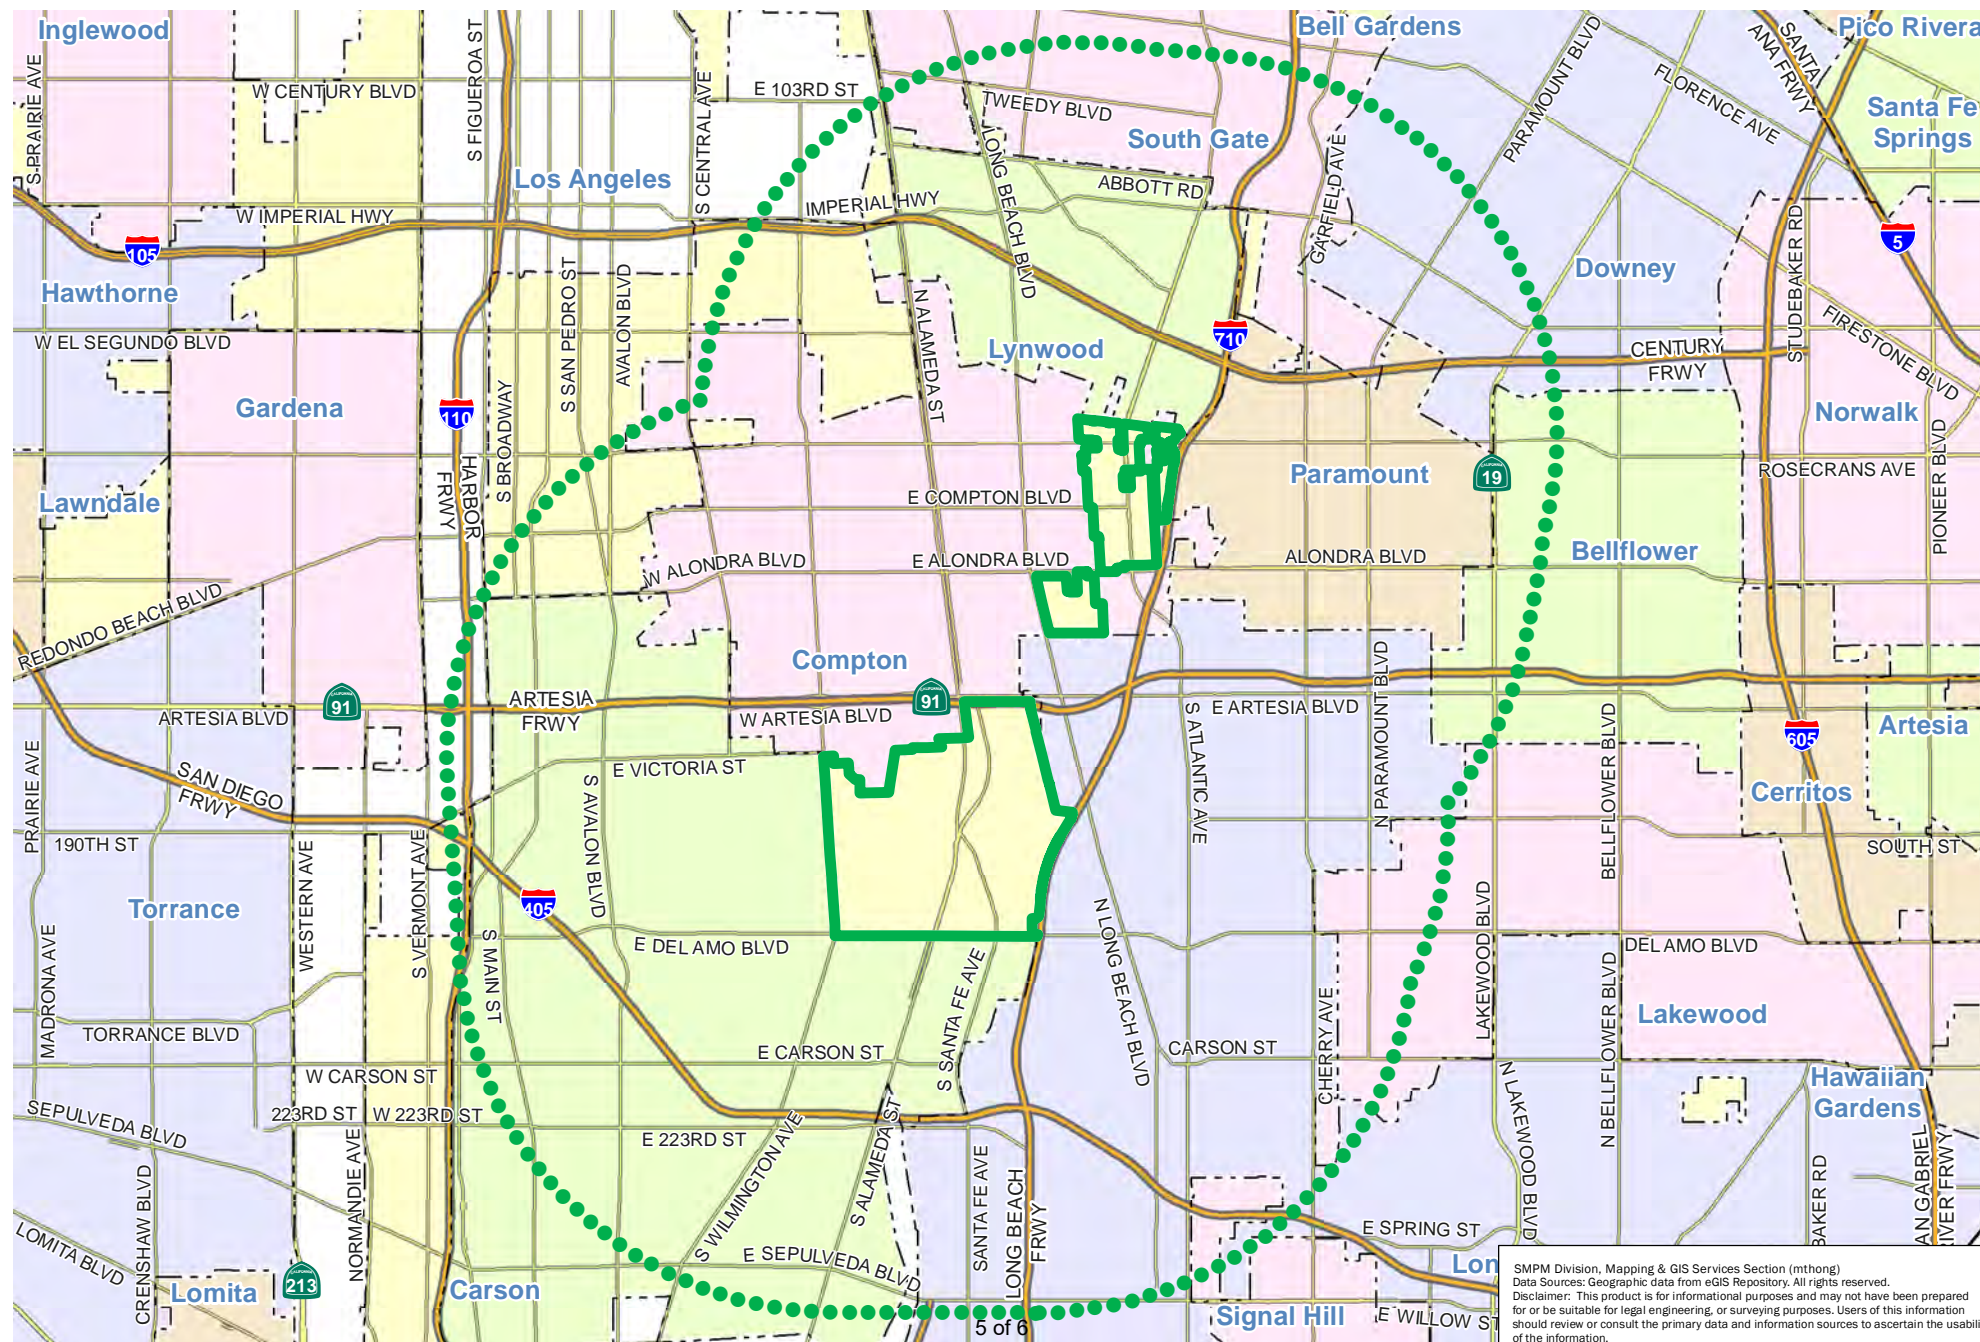 Inglewood
Bell Gardens
Pico Rivera
S PRAIRIE AVE
W CENTURY BLVD
S FIGUEROA ST
S CENTRAL AVE
E 103RD ST
TWEEDY BLVD
South Gate
PARAMOUNT BLVD
FLORENCE AVE
SANTA
ANA FRWY
Santa Fe
Springs
Los Angeles
LONG BEACH BLVD
ABBOTT RD
GARFIELD AVE
W IMPERIAL HWY
IMPERIAL HWY
105
5
STUDEBAKER RD
Hawthorne
S SAN PEDRO ST
AVALON BLVD
N ALAMEDA ST
Downey
W EL SEGUNDO BLVD
Lynwood
710
CENTURY
FRWY
FIRESTONE BLVD
Gardena
110
S BROADWAY
Norwalk
HARBOR
FRWY
Paramount
19
ROSECRANS AVE
PIONEER BLVD
Lawndale
E COMPTON BLVD
W ALONDRA BLVD
E ALONDRA BLVD
ALONDRA BLVD
Bellflower
REDONDO BEACH BLVD
Compton
N PARAMOUNT BLVD
91
ARTESIA BLVD
ARTESIA
FRWY
W ARTESIA BLVD
91
E ARTESIA BLVD
S ATLANTIC AVE
BELLFLOWER BLVD
605
Artesia
PRAIRIE AVE
SAN DIEGO
FRWY
E VICTORIA ST
S AVALON BLVD
Cerritos
190TH ST
WESTERN AVE
S VERMONT AVE
SOUTH ST
Torrance
405
N LONG BEACH BLVD
LAKEWOOD BLVD
MADRONA AVE
S MAIN ST
E DEL AMO BLVD
S SANTA FE AVE
DEL AMO BLVD
N BELLFLOWER BLVD
TORRANCE BLVD
CHERRY AVE
Lakewood
E CARSON ST
CARSON ST
W CARSON ST
Hawaiian
Gardens
SEPULVEDA BLVD
223RD ST
W 223RD ST
E 223RD ST
S WILMINGTON AVE
S ALAMEDA ST
N LAKEWOOD BLVD
CRENSHAW BLVD
NORMANDIE AVE
SANTA FE AVE
LONG BEACH
FRWY
BAKER RD
AN GABRIEL
IVER FRWY
LOMITA BLVD
E SEPULVEDA BLVD
E SPRING ST
Lomita
213
Carson
Signal Hill
E WILLOW ST
Lon
5 of 6
SMPM Division, Mapping & GIS Services Section (mthong)
Data Sources: Geographic data from eGIS Repository. All rights reserved.
Disclaimer: This product is for informational purposes and may not have been prepared
for or be suitable for legal engineering, or surveying purposes. Users of this information
should review or consult the primary data and information sources to ascertain the usabili
of the information.